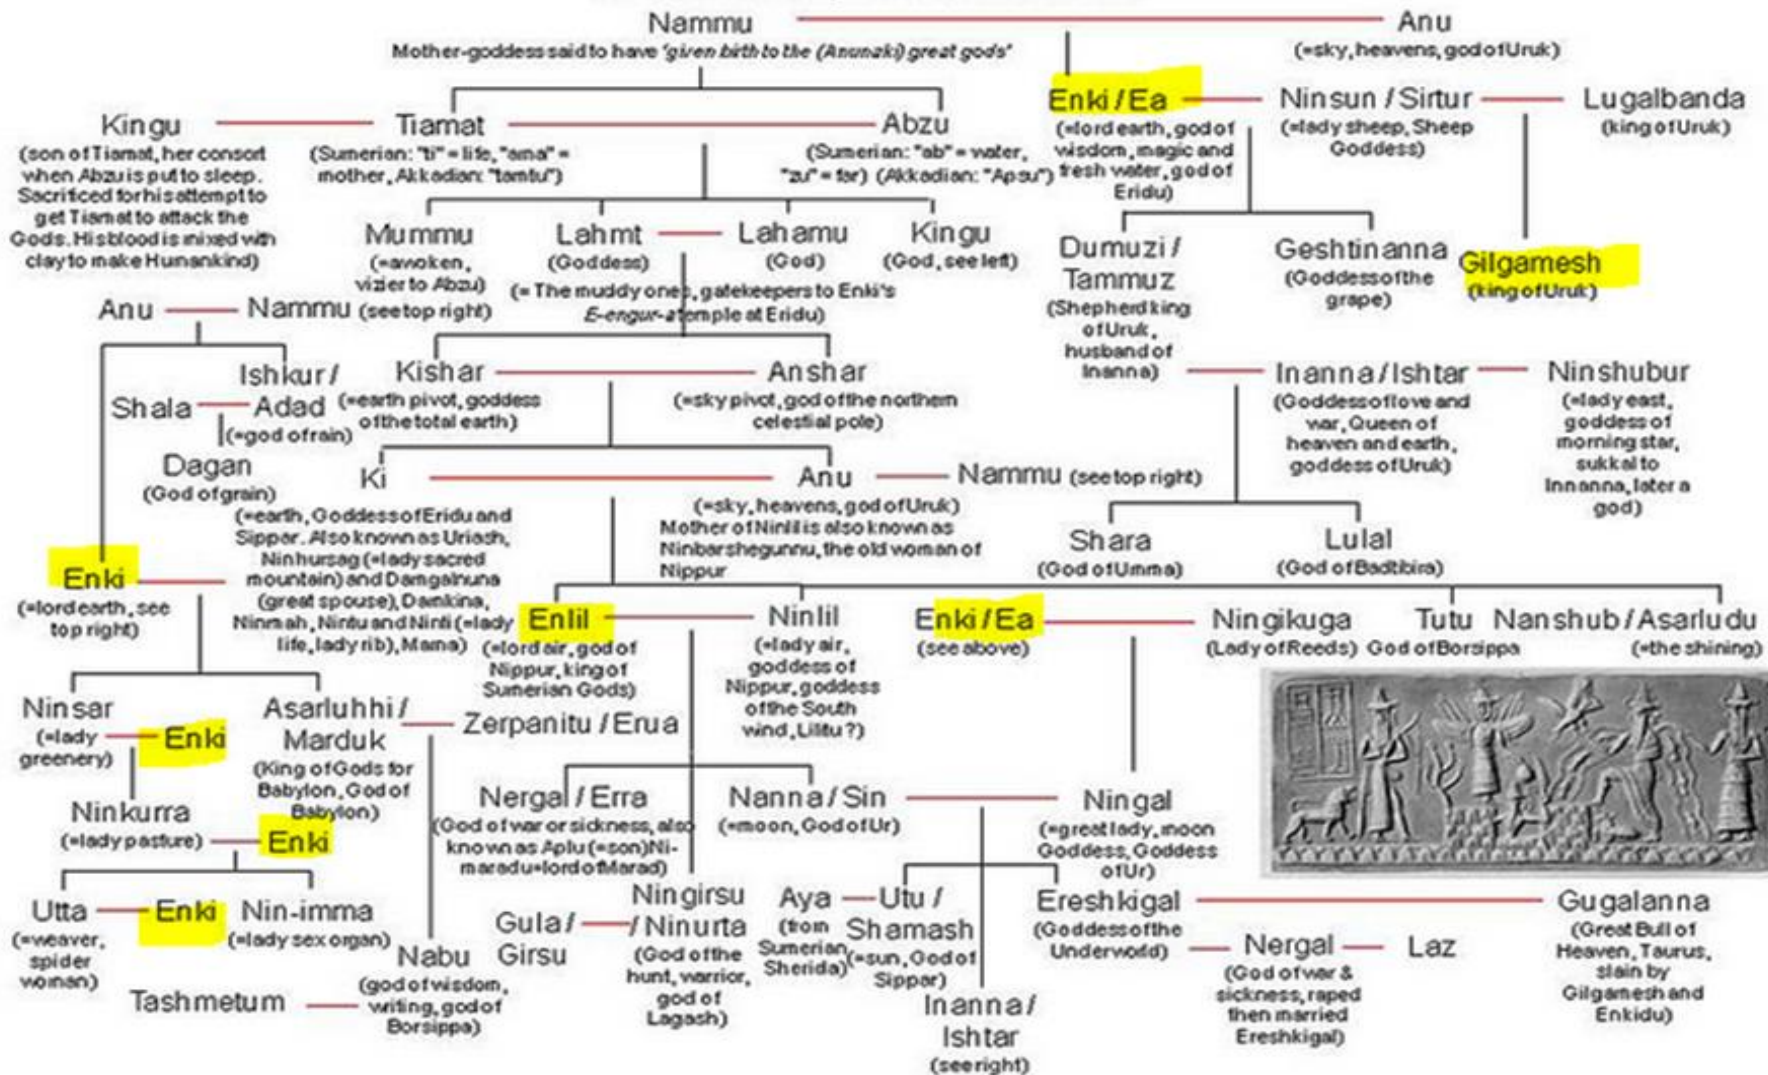 Nammu
Mother-goddess said to have 'given birth to the (Anunaki) great gods'
Anu
(=sky, heavens, god of Uruk)
Enki / Ea
(=lord earth, god of
wisdom, magic and
fresh water, god of
Eridu)
Ninsun / Sirtur
(=lady sheep, Sheep
Goddess)
Lugalbanda
(king of Uruk)
Kingu
(son of Tiamat, her consort
when Abzu is put to sleep.
Sacrificed for his attempt to
get Tiamat to attack the
Gods. His blood is mixed with
clay to make Humankind)
Tiamat
(Sumerian: "ti" = life, "ama" =
mother, Akkadian: "tamtu")
Abzu
(Sumerian: "ab" = water,
"zu" = far) (Akkadian: "Apsu")
Mummu
(=awoken,
vizier to Abzu)
Lahmt
(Goddess)
Lahamu
(God)
(= The muddy ones, gatekeepers to Enki's
E-engur-a temple at Eridu)
Kingu
(God, see left)
Dumuzi /
Tammuz
(Shepherd king
of Uruk,
husband of
Inanna)
Geshtinanna
(Goddess of the
grape)
Gilgamesh
(king of Uruk)
Anu
Nammu (see top right)
Ishkur /
Adad
(=god of rain)
Shala
Dagan
(God of grain)
Kishar
(=earth pivot, goddess
of the total earth)
Anshar
(=sky pivot, god of the northern
celestial pole)
Inanna / Ishtar
(Goddess of love and
war, Queen of
heaven and earth,
goddess of Uruk)
Ninshubur
(=lady east,
goddess of
morning star,
sukkal to
Innanna, later a
god)
Ki
(=earth, Goddess of Eridu and
Sippar. Also known as Uriash,
Ninhursag (=lady sacred
mountain) and Damgalnuna
(great spouse), Damkina,
Ninmah, Nintu and Ninti (=lady
life, lady rib), Mama)
Anu
(=sky, heavens, god of Uruk)
Mother of Ninlil is also known as
Ninbarshegunnu, the old woman of
Nippur
Nammu (see top right)
Shara
(God of Umma)
Lulal
(God of Badtibira)
Enki
(=lord earth, see
top right)
Enlil
(=lord air, god of
Nippur, king of
Sumerian Gods)
Ninlil
(=lady air,
goddess of
Nippur, goddess
of the South
wind, Lilitu ?)
Enki / Ea
(see above)
Ningikuga
(Lady of Reeds)
Tutu
God of Borsippa
Nanshub / Asarludu
(=the shining)
Ninsar
(=lady
greenery)
Enki
Asarluhhi /
Marduk
(King of Gods for
Babylon, God of
Babylon)
Zerpanitu / Erua
Ninkurra
(=lady pasture)
Enki
Nergal / Erra
(God of war or sickness, also
known as Aplu (=son) Ni-
maradu=lord of Marad)
Nanna / Sin
(=moon, God of Ur)
Ningal
(=great lady, moon
Goddess, Goddess
of Ur)
Utta
(=weaver,
spider
woman)
Enki
Nin-imma
(=lady sex organ)
Nabu
(god of wisdom,
writing, god of
Borsippa)
Tashmetum
Gula /
Girsu
Ningirsu
/ Ninurta
(God of the
hunt, warrior,
god of
Lagash)
Aya
(from
Sumerian
Sherida)
Utu /
Shamash
(=sun, God of
Sippar)
Inanna /
Ishtar
(see right)
Ereshkigal
(Goddess of the
Underworld)
Nergal
(God of war &
sickness, raped
then married
Ereshkigal)
Laz
Gugalanna
(Great Bull of
Heaven, Taurus,
slain by
Gilgamesh and
Enkidu)